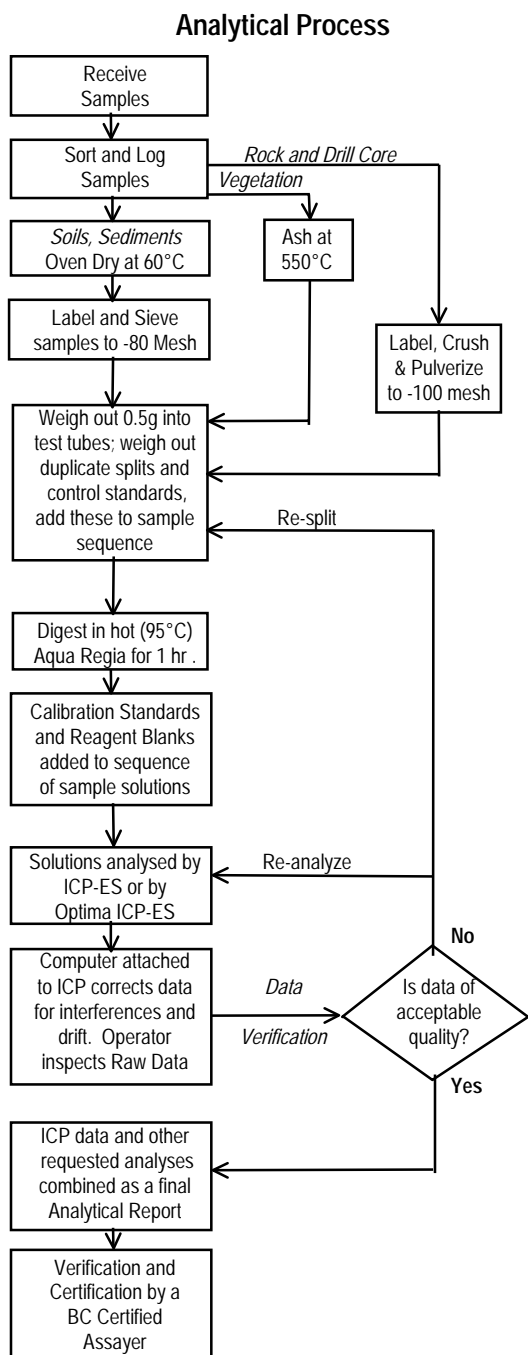 Analytical Process
Receive
Samples
Sort and Log
Samples
Rock and Drill Core
Vegetation
Soils, Sediments
Oven Dry at 60°C
Ash at
550°C
Label and Sieve
samples to -80 Mesh
Label, Crush
& Pulverize
to -100 mesh
Weigh out 0.5g into
test tubes; weigh out
duplicate splits and
control standards,
add these to sample
sequence
Re-split
Digest in hot (95°C)
Aqua Regia for 1 hr .
Calibration Standards
and Reagent Blanks
added to sequence
of sample solutions
Solutions analysed by
ICP-ES or by
Optima ICP-ES
Re-analyze
Computer attached
to ICP corrects data
for interferences and
drift. Operator
inspects Raw Data
Data
Verification
No
Is data of
acceptable
quality?
Yes
ICP data and other
requested analyses
combined as a final
Analytical Report
Verification and
Certification by a
BC Certified
Assayer